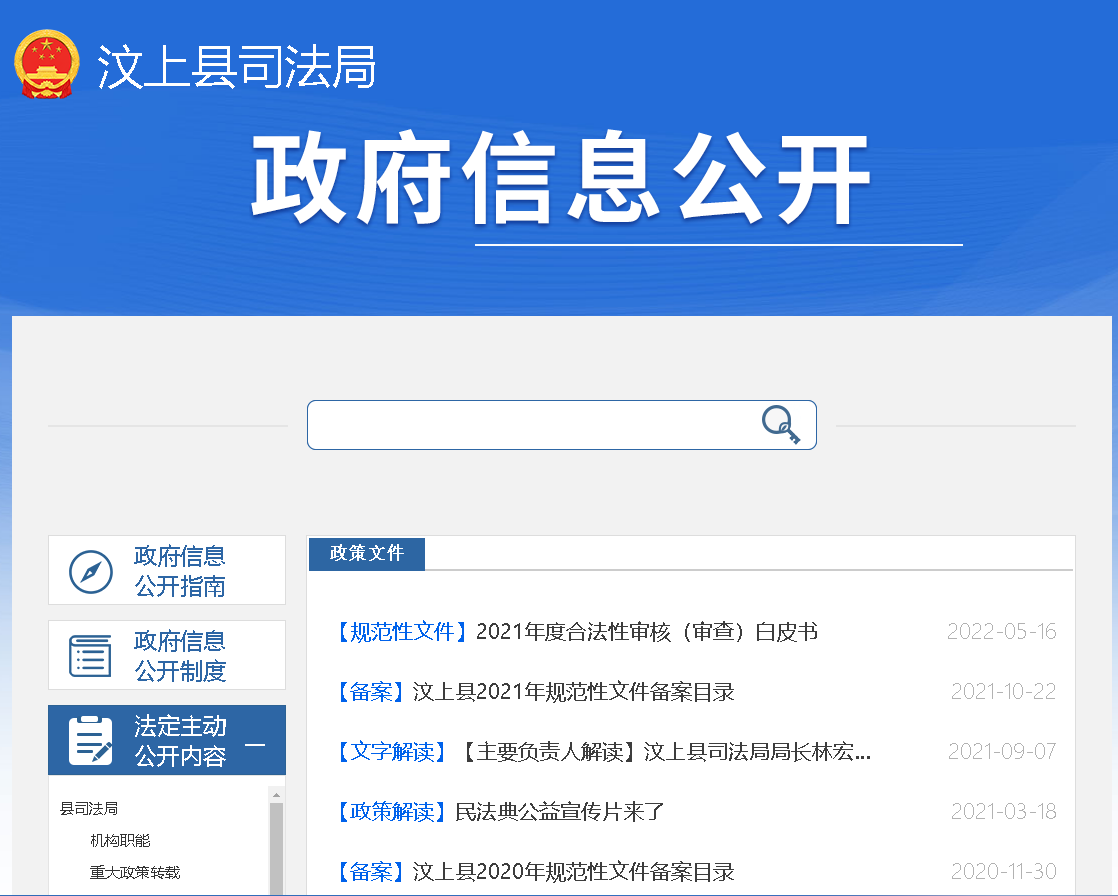 汶上县司法局
政府信息公开
政府信息
公开指南
政府信息
公开制度
法定主动
公开内容
县司法局
机构职能
重大政策转载
政策文件
【规范性文件】2021年度合法性审核（审查）白皮书 2022-05-16
【备案】汶上县2021年规范性文件备案目录 2021-10-22
【文字解读】【主要负责人解读】汶上县司法局局长林宏... 2021-09-07
【政策解读】民法典公益宣传片来了 2021-03-18
【备案】汶上县2020年规范性文件备案目录 2020-11-30